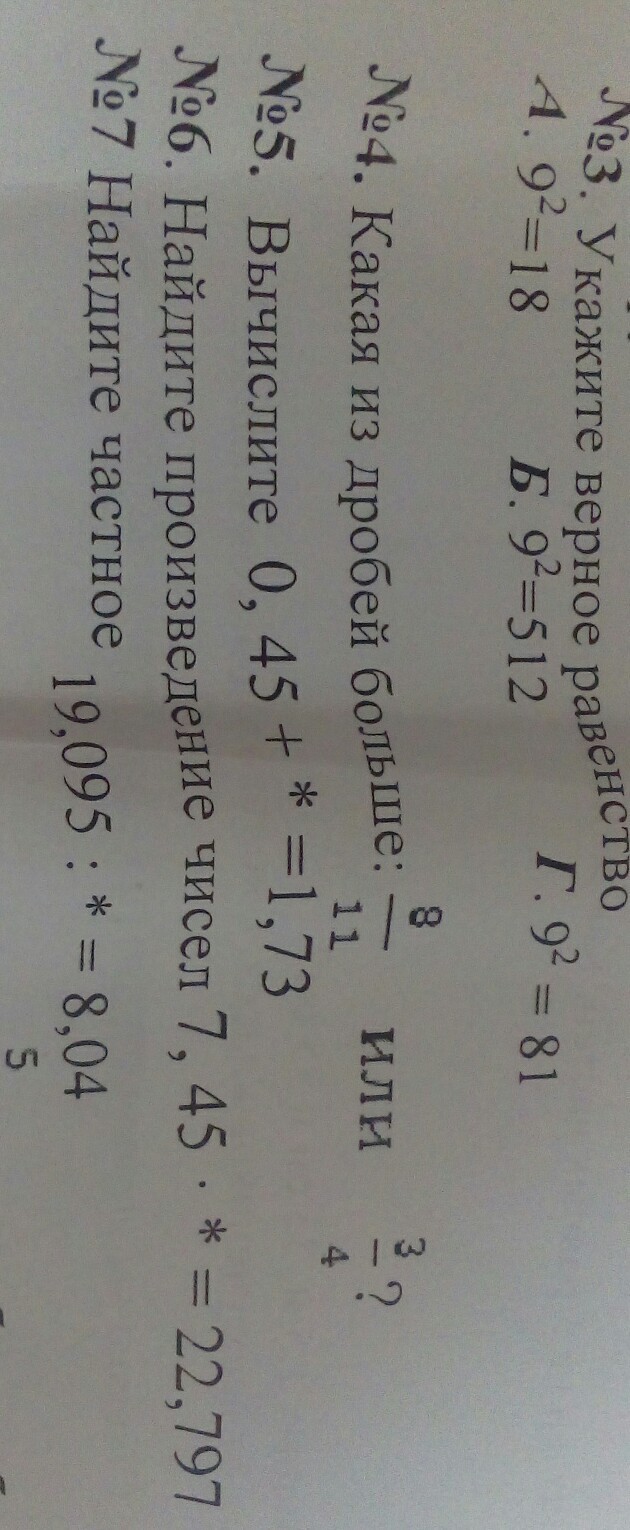 №3. Укажите верное равенство
А. 9²=18 Б. 9²=512 Г. 9² = 81
№4. Какая из дробей больше: 8/11 или 3/4 ?
№5. Вычислите 0, 45 + * =1,73
№6. Найдите произведение чисел 7, 45 · * = 22,797
№7 Найдите частное 19,095 : * = 8,04
5